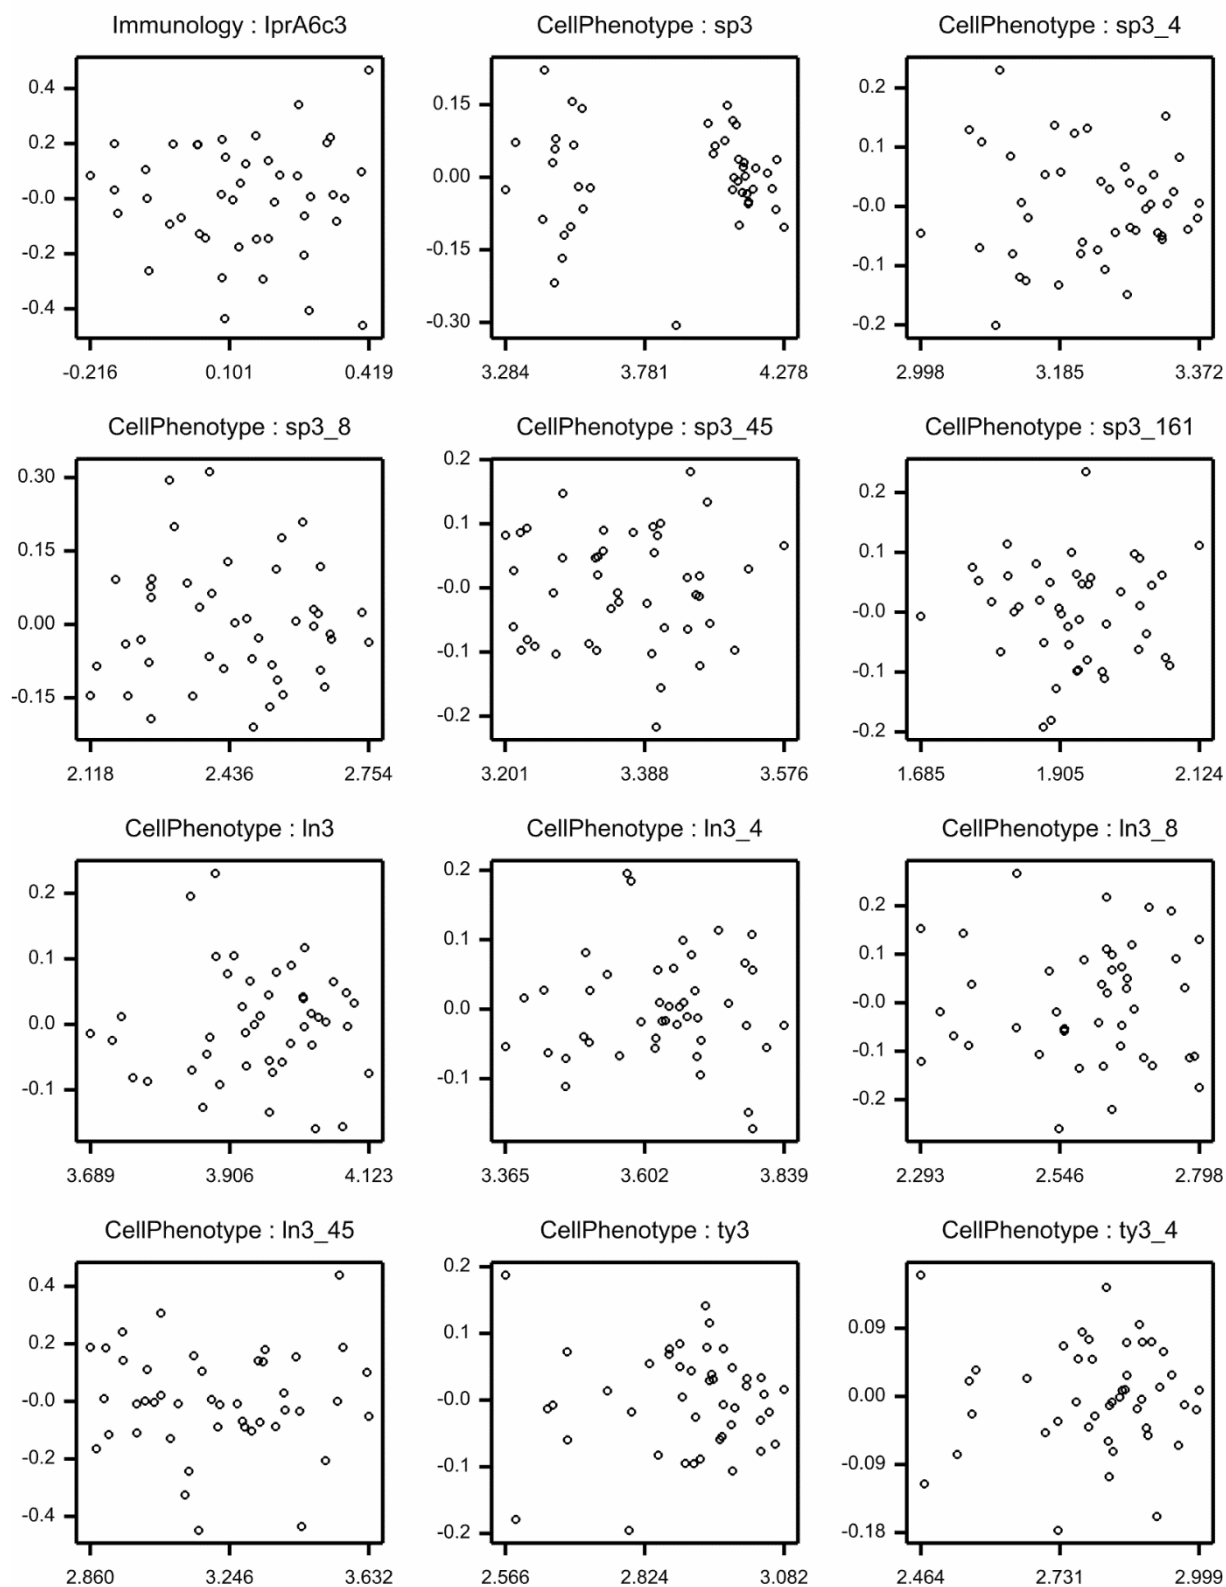 Immunology : lprA6c3
0.4
0.2
-0.0
-0.2
-0.4
-0.216 0.101 0.419
CellPhenotype : sp3
0.15
0.00
-0.15
-0.30
3.284 3.781 4.278
CellPhenotype : sp3_4
0.2
0.1
-0.0
-0.1
-0.2
2.998 3.185 3.372
CellPhenotype : sp3_8
0.30
0.15
0.00
-0.15
2.118 2.436 2.754
CellPhenotype : sp3_45
0.2
0.1
-0.0
-0.1
-0.2
3.201 3.388 3.576
CellPhenotype : sp3_161
0.2
0.1
-0.0
-0.1
-0.2
1.685 1.905 2.124
CellPhenotype : ln3
0.2
0.1
0.0
-0.1
3.689 3.906 4.123
CellPhenotype : ln3_4
0.2
0.1
0.0
-0.1
3.365 3.602 3.839
CellPhenotype : ln3_8
0.2
0.1
-0.0
-0.1
-0.2
2.293 2.546 2.798
CellPhenotype : ln3_45
0.4
0.2
-0.0
-0.2
-0.4
2.860 3.246 3.632
CellPhenotype : ty3
0.2
0.1
-0.0
-0.1
-0.2
2.566 2.824 3.082
CellPhenotype : ty3_4
0.09
0.00
-0.09
-0.18
2.464 2.731 2.999